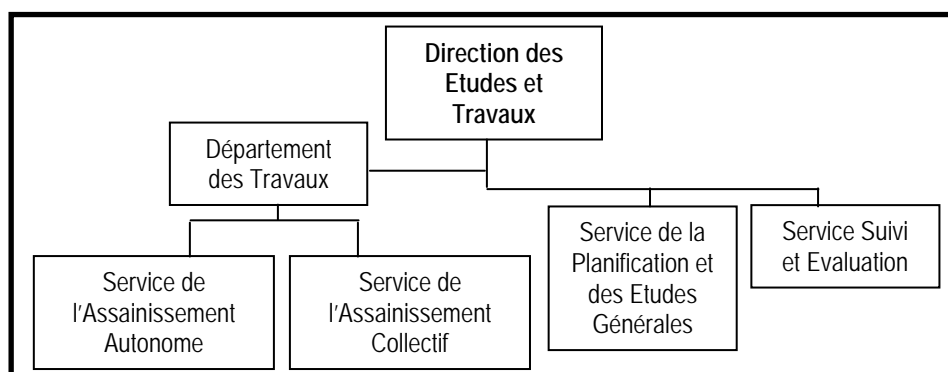 Direction des
Etudes et
Travaux
Département
des Travaux
Service de la
Planification et
des Etudes
Générales
Service Suivi
et Evaluation
Service de
l'Assainissement
Autonome
Service de
l'Assainissement
Collectif